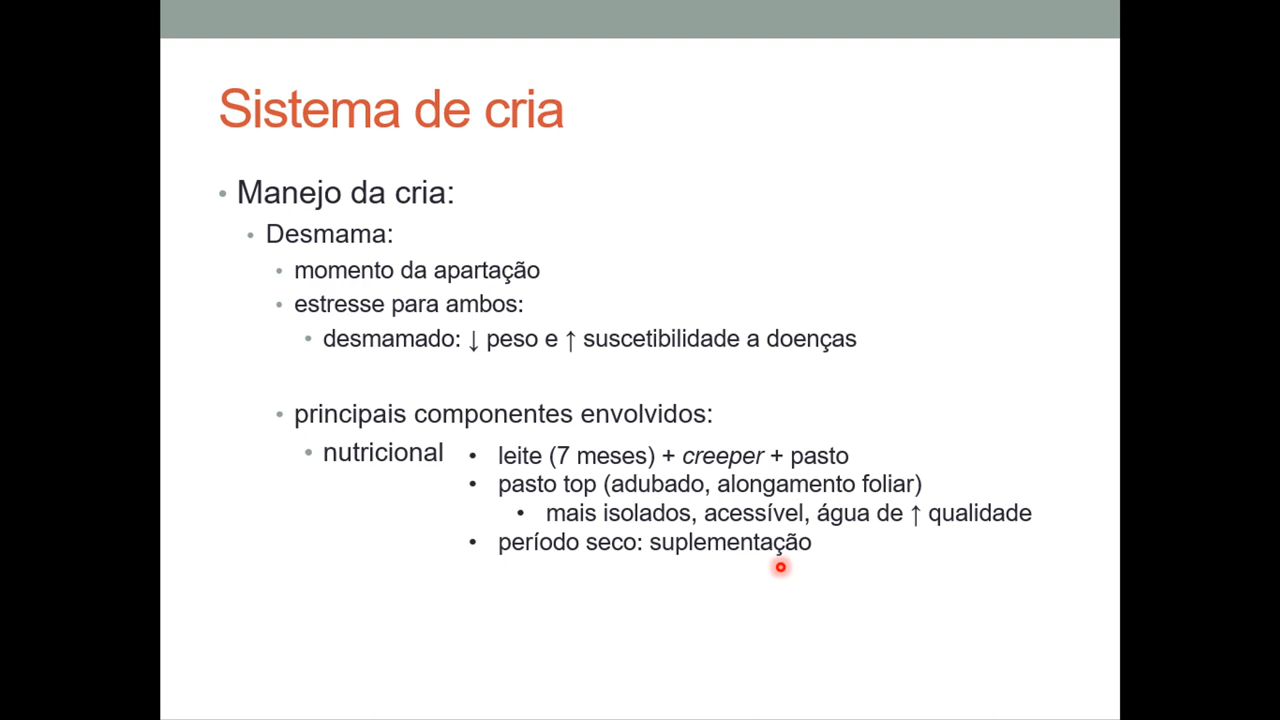 Sistema de cria
• Manejo da cria:
• Desmama:
• momento da apartação
• estresse para ambos:
• desmamado: ↓ peso e ↑ suscetibilidade a doenças
• principais componentes envolvidos:
• nutricional
• leite (7 meses) + creeper + pasto
• pasto top (adubado, alongamento foliar)
• mais isolados, acessível, água de ↑ qualidade
• período seco: suplementação